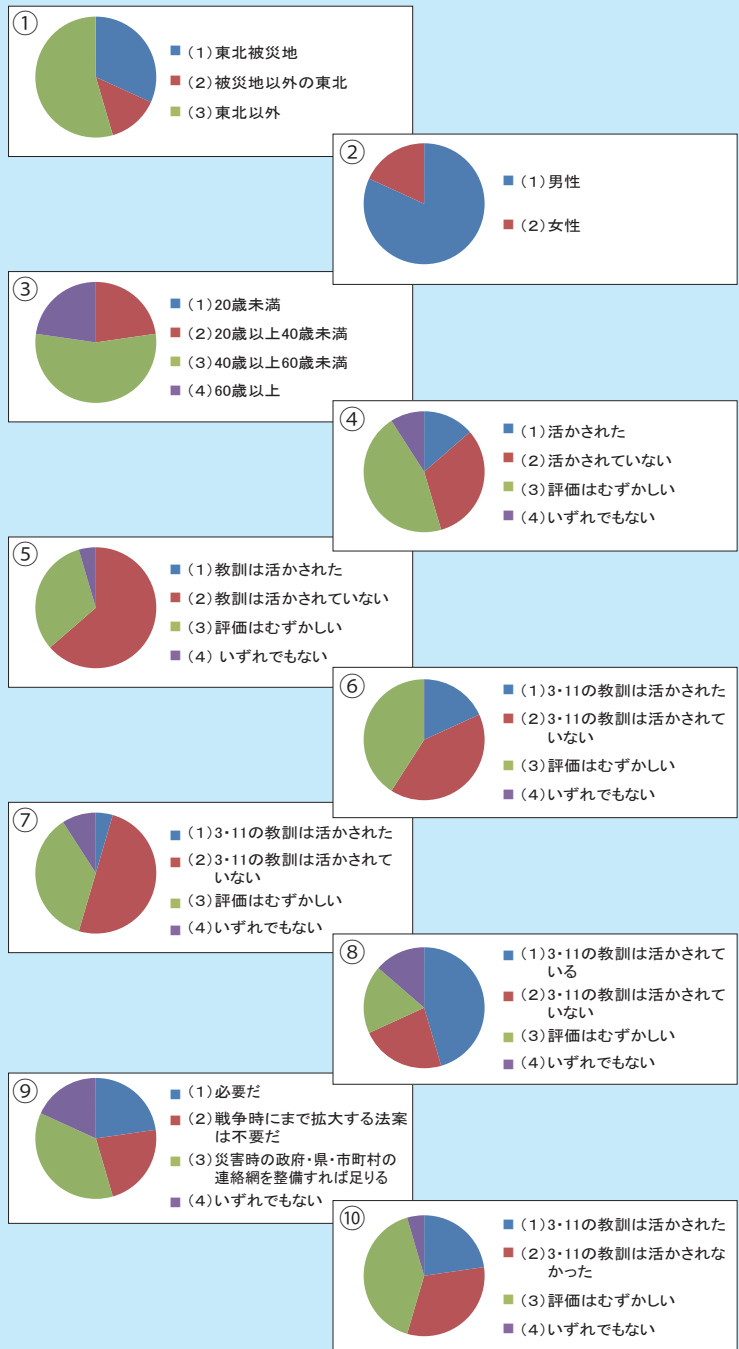 ①
(1)東北被災地
(2)被災地以外の東北
(3)東北以外
②
(1)男性
(2)女性
③
(1)20歳未満
(2)20歳以上40歳未満
(3)40歳以上60歳未満
(4)60歳以上
④
(1)活かされた
(2)活かされていない
(3)評価はむずかしい
(4)いずれでもない
⑤
(1)教訓は活かされた
(2)教訓は活かされていない
(3)評価はむずかしい
(4) いずれでもない
⑥
(1)3・11の教訓は活かされた
(2)3・11の教訓は活かされて
いない
(3)評価はむずかしい
(4)いずれでもない
⑦
(1)3・11の教訓は活かされた
(2)3・11の教訓は活かされて
いない
(3)評価はむずかしい
(4)いずれでもない
⑧
(1)3・11の教訓は活かされて
いる
(2)3・11の教訓は活かされて
いない
(3)評価はむずかしい
(4)いずれでもない
⑨
(1)必要だ
(2)戦争時にまで拡大する法案
は不要だ
(3)災害時の政府・県・市町村の
連絡網を整備すれば足りる
(4)いずれでもない
⑩
(1)3・11の教訓は活かされた
(2)3・11の教訓は活かされな
かった
(3)評価はむずかしい
(4)いずれでもない